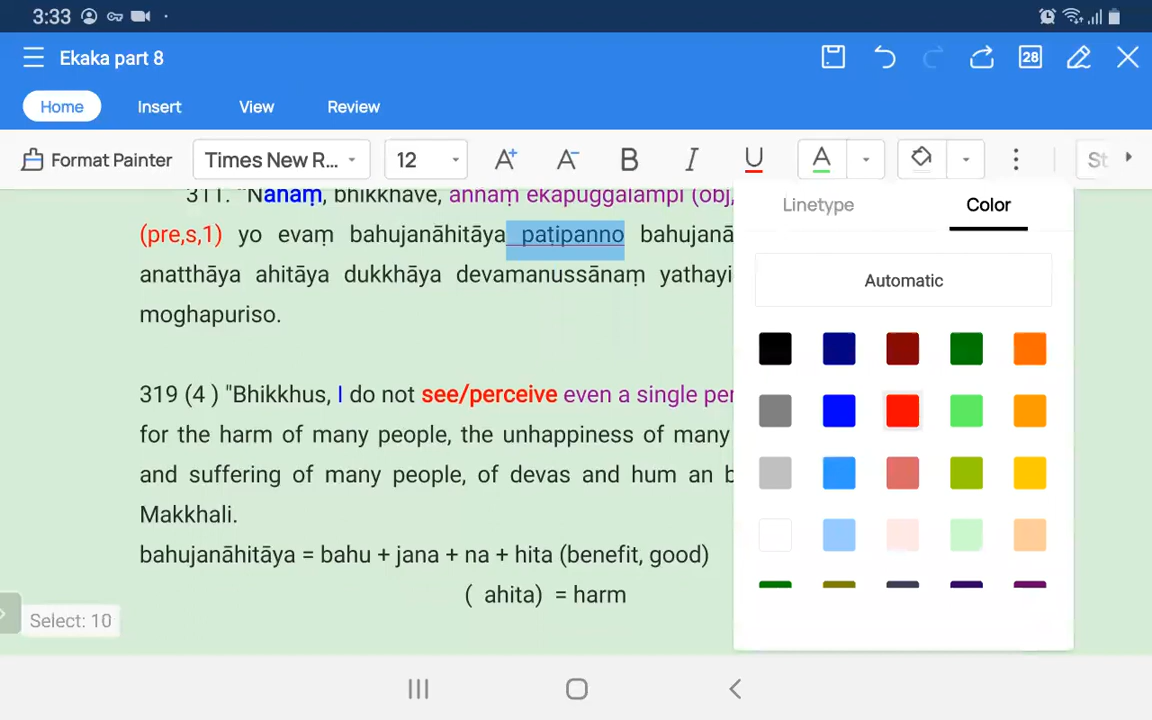 3:33
Ekaka part 8
28
Home Insert View Review
Format Painter Times New R... 12 A+ A- B I U A St
311. "Nāhaṃ, bhikkhave, aññaṃ ekapuggalampi (obj,
(pre,s,1) yo evaṃ bahujanāhitāya paṭipanno bahujanā
anatthāya ahitāya dukkhāya devamanussānaṃ yathayi
moghapuriso.
319 (4 ) "Bhikkhus, I do not see/perceive even a single per
for the harm of many people, the unhappiness of many
and suffering of many people, of devas and hum an b
Makkhali.
bahujanāhitāya = bahu + jana + na + hita (benefit, good)
( ahita) = harm
Select: 10
Linetype Color
Automatic